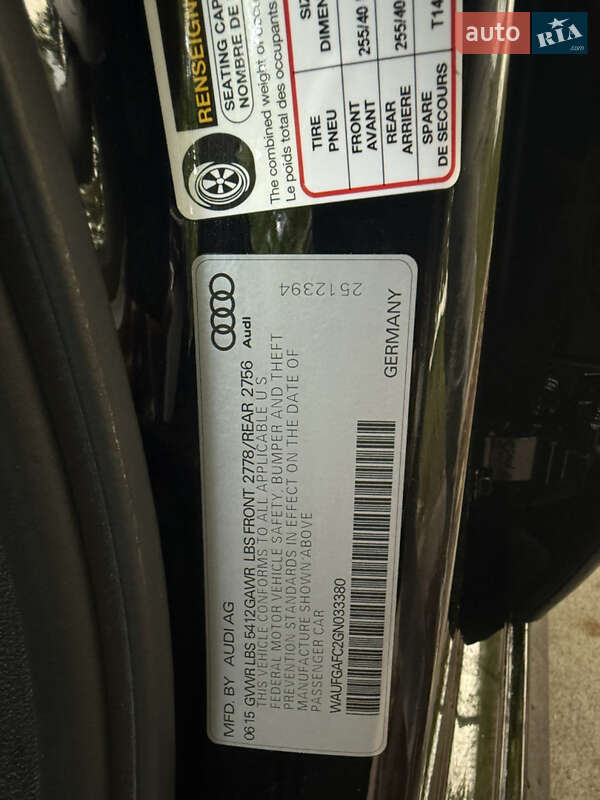 auto RIA
.com
RENSEIGN
SEATING CAP
NOMBRE DE
The combined weight of occupants
Le poids total des occupants
TIRE
PNEU
SIZ
DIMEN
FRONT
AVANT
255/40
REAR
ARRIERE
255/40
SPARE
DE SECOURS
T14
Audi
MFD. BY AUDI AG
06 15 GVWR LBS 5412 GAWR LBS FRONT 2778/REAR 2756
THIS VEHICLE CONFORMS TO ALL APPLICABLE U S
FEDERAL MOTOR VEHICLE SAFETY, BUMPER AND THEFT
PREVENTION STANDARDS IN EFFECT ON THE DATE OF
MANUFACTURE SHOWN ABOVE
PASSENGER CAR
WAUFGAFC2GN033380
2512394
GERMANY